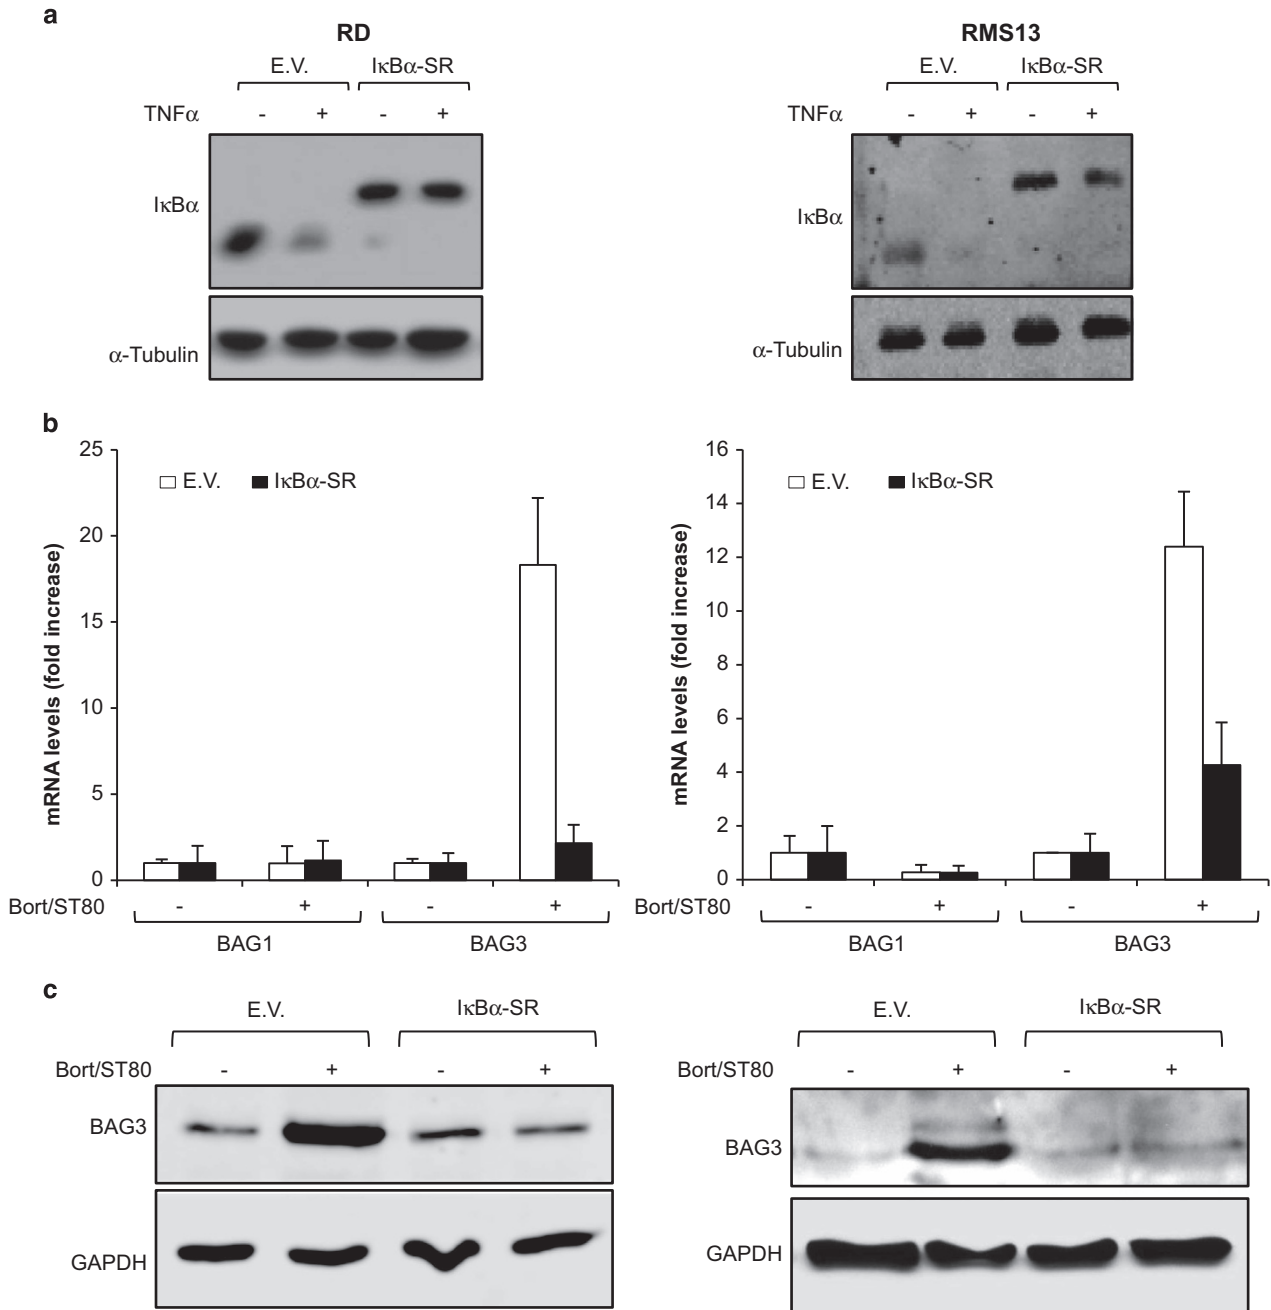 a
RD
E.V. IκBα-SR
TNFα - + - +
IκBα
α-Tubulin
RMS13
E.V. IκBα-SR
TNFα - + - +
IκBα
α-Tubulin
b
mRNA levels (fold increase)
25
20
15
10
5
0
E.V. IκBα-SR
Bort/ST80 - + - +
BAG1 BAG3
mRNA levels (fold increase)
16
14
12
10
8
6
4
2
0
E.V. IκBα-SR
Bort/ST80 - + - +
BAG1 BAG3
c
E.V. IκBα-SR
Bort/ST80 - + - +
BAG3
GAPDH
E.V. IκBα-SR
Bort/ST80 - + - +
BAG3
GAPDH